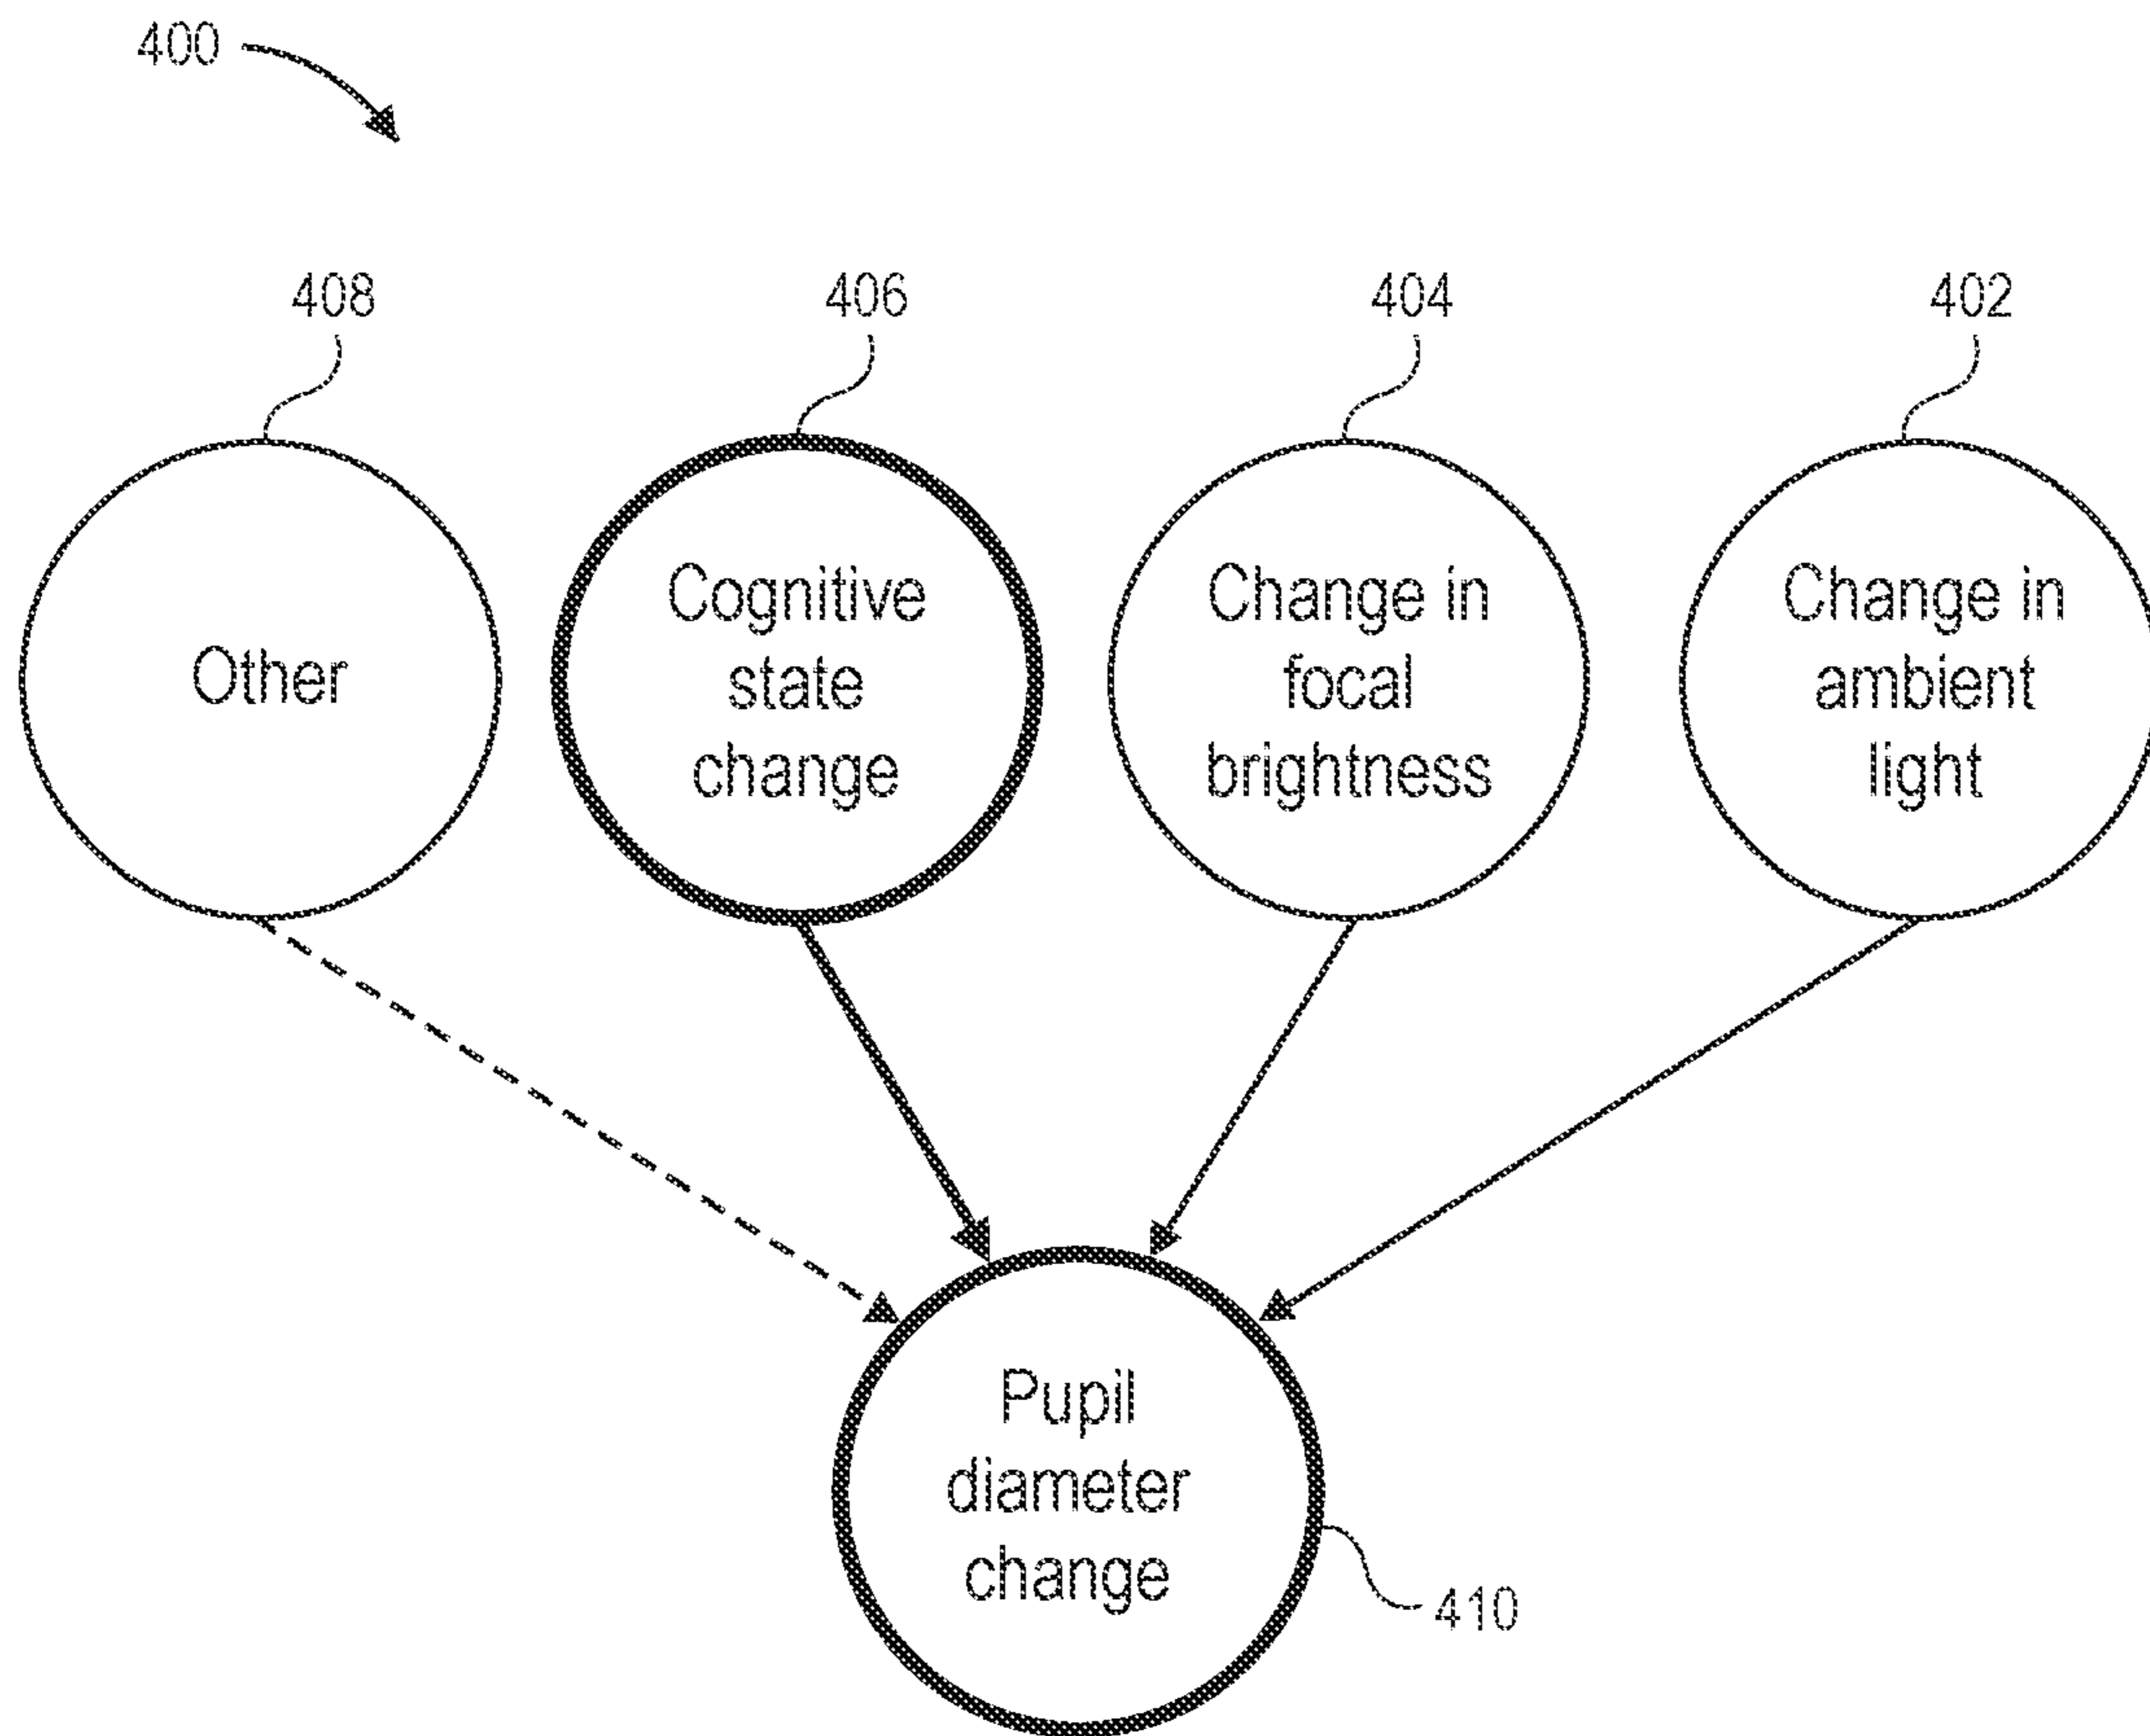 400
408
406
404
402
Other
Cognitive
state
change
Change in
focal
brightness
Change in
ambient
light
Pupil
diameter
change
410